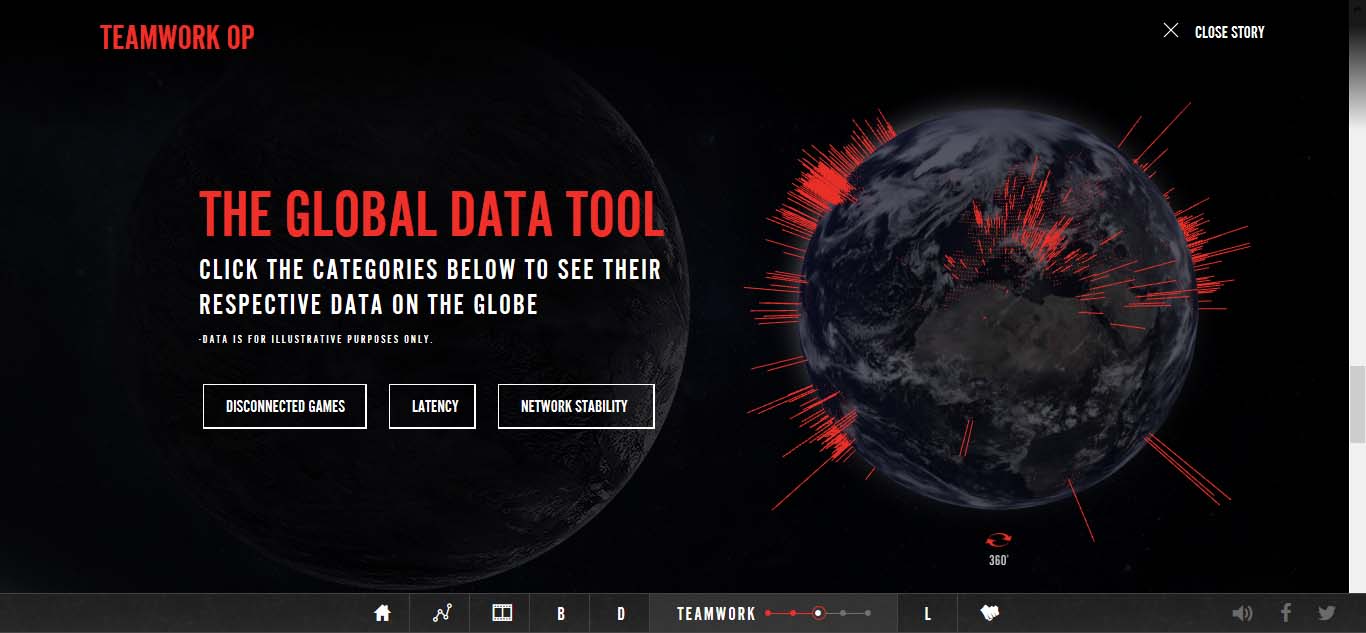 TEAMWORK OP
CLOSE STORY
THE GLOBAL DATA TOOL
CLICK THE CATEGORIES BELOW TO SEE THEIR
RESPECTIVE DATA ON THE GLOBE
-DATA IS FOR ILLUSTRATIVE PURPOSES ONLY.
DISCONNECTED GAMES
LATENCY
NETWORK STABILITY
360°
B
D
TEAMWORK
L